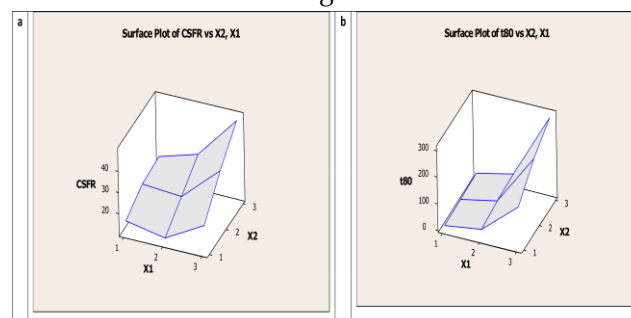 a
Surface Plot of CSFR vs X2, X1
CSFR
40
30
20
1
2
3
X1
1
2
3
X2
b
Surface Plot of t80 vs X2, X1
t80
300
200
100
0
1
2
3
X1
1
2
3
X2